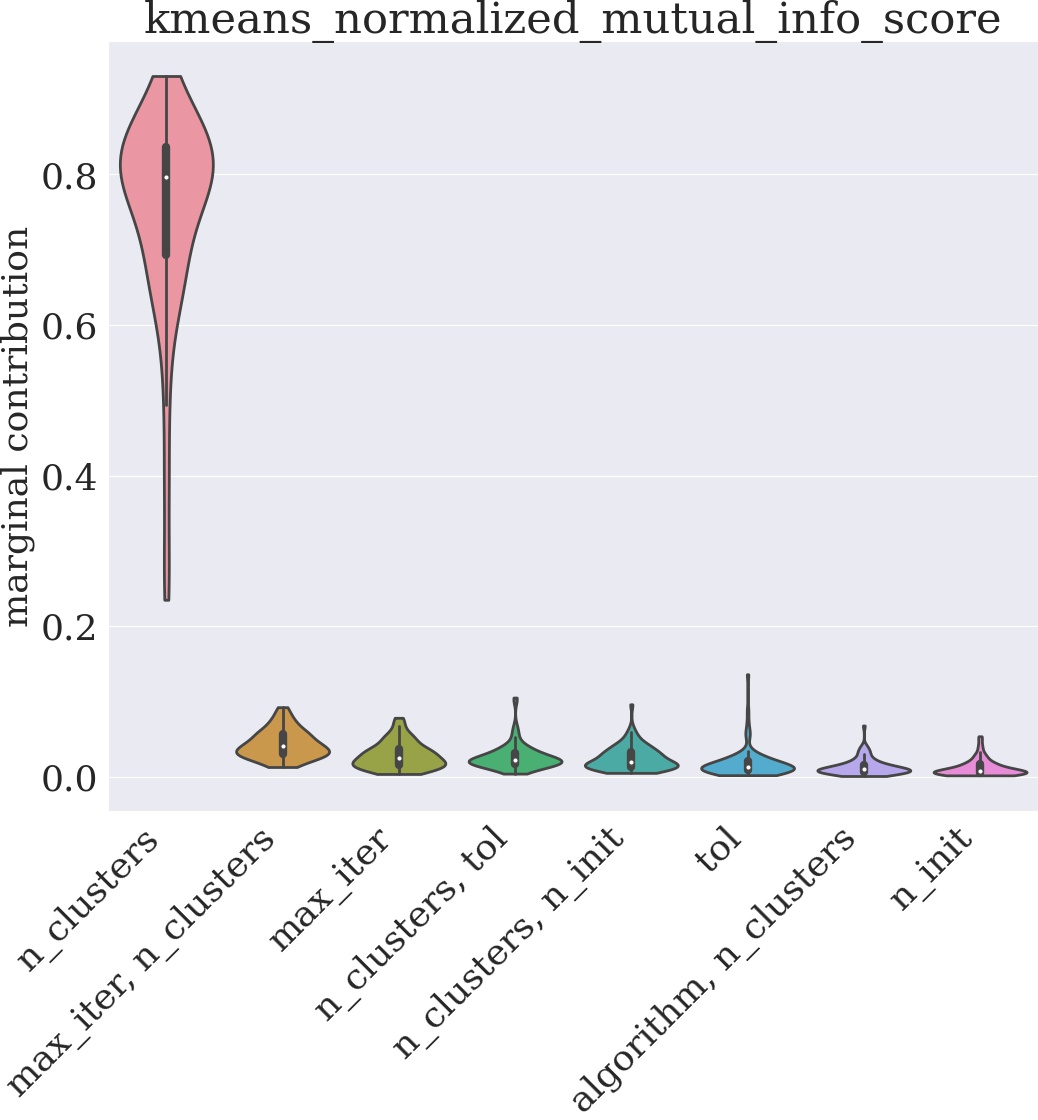 kmeans_normalized_mutual_info_score
marginal contribution
0.8
0.6
0.4
0.2
0.0
n_clusters
max_iter, n_clusters
max_iter
n_clusters, tol
n_clusters, n_init
tol
algorithm, n_clusters
n_init